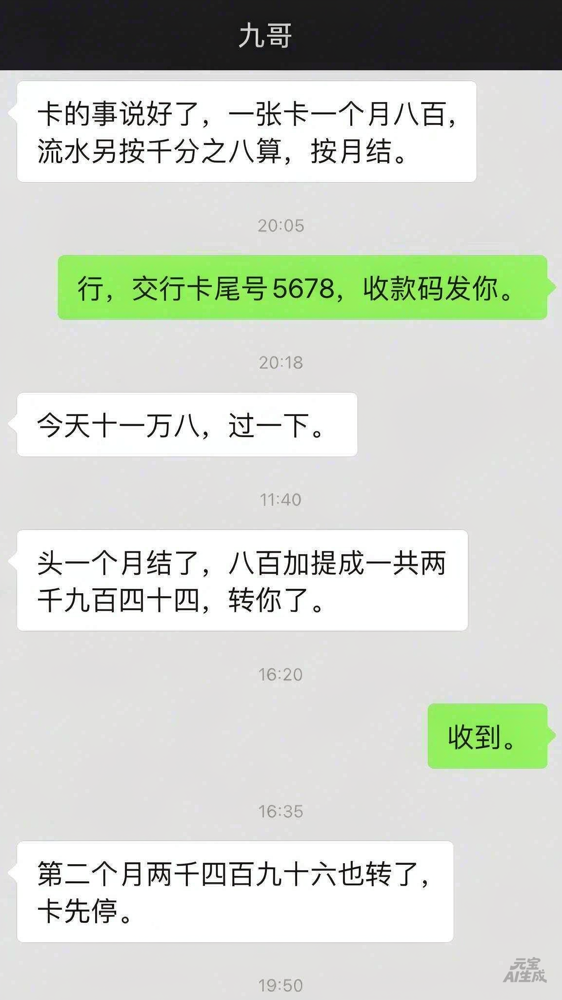 九哥
卡的事说好了，一张卡一个月八百，
流水另按千分之八算，按月结。
20:05
行，交行卡尾号5678，收款码发你。
20:18
今天十一万八，过一下。
11:40
头一个月结了，八百加提成一共两
千九百四十四，转你了。
16:20
收到。
16:35
第二个月两千四百九十六也转了，
卡先停。
19:50
元宝
AI生成